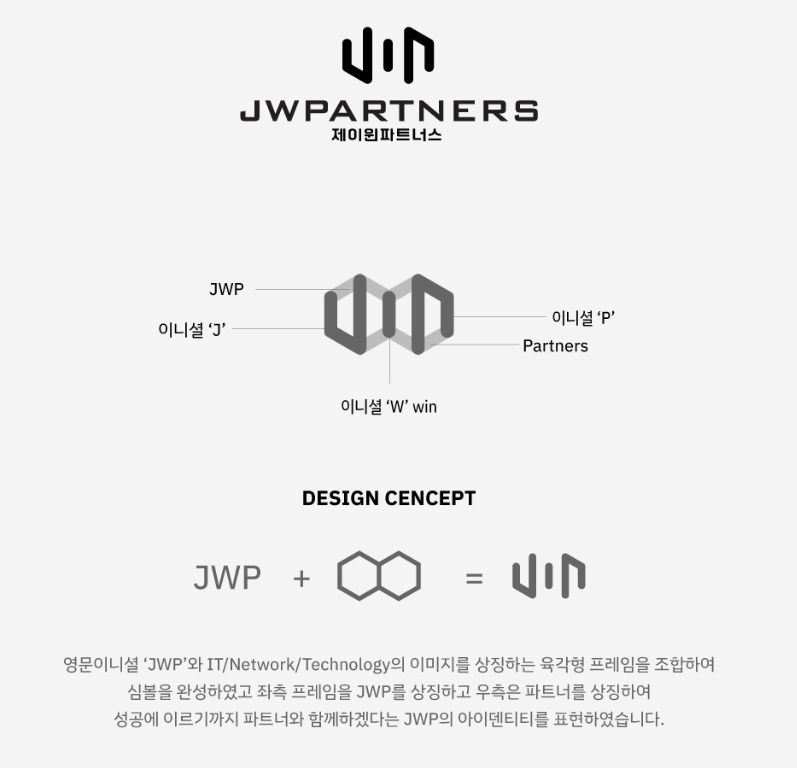 JWPARTNERS
제이윈파트너스
JWP
이니셜 ‘J’
이니셜 ‘P’
Partners
이니셜 ‘W’ win
DESIGN CENCEPT
JWP + =
영문이니셜 ‘JWP’와 IT/Network/Technology의 이미지를 상징하는 육각형 프레임을 조합하여
심볼을 완성하였고 좌측 프레임을 JWP를 상징하고 우측은 파트너를 상징하여
성공에 이르기까지 파트너와 함께하겠다는 JWP의 아이덴티티를 표현하였습니다.